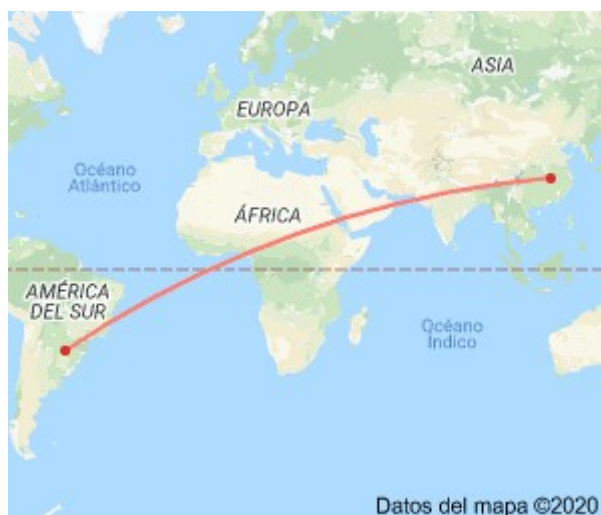 ASIA
EUROPA
Océano
Atlántico
ÁFRICA
AMÉRICA
DEL SUR
Océano
Índico
Datos del mapa ©2020